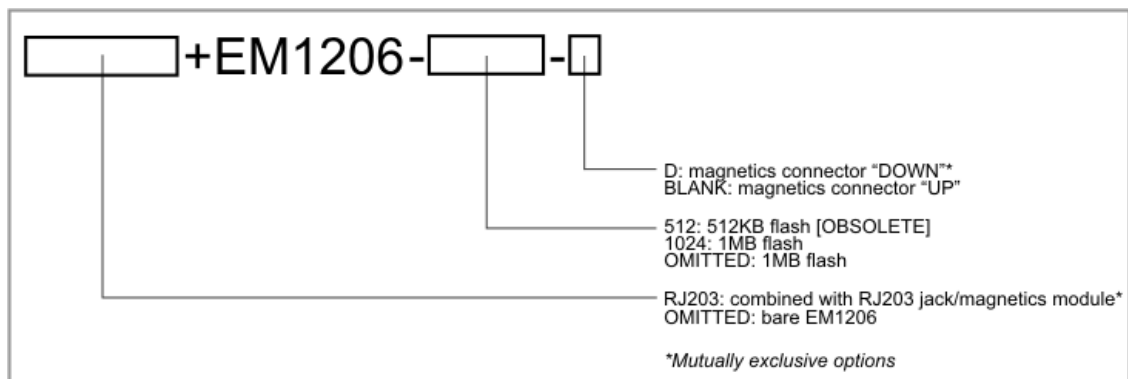 +EM1206- -
D: magnetics connector “DOWN”*
BLANK: magnetics connector “UP”
512: 512KB flash [OBSOLETE]
1024: 1MB flash
OMITTED: 1MB flash
RJ203: combined with RJ203 jack/magnetics module*
OMITTED: bare EM1206
*Mutually exclusive options